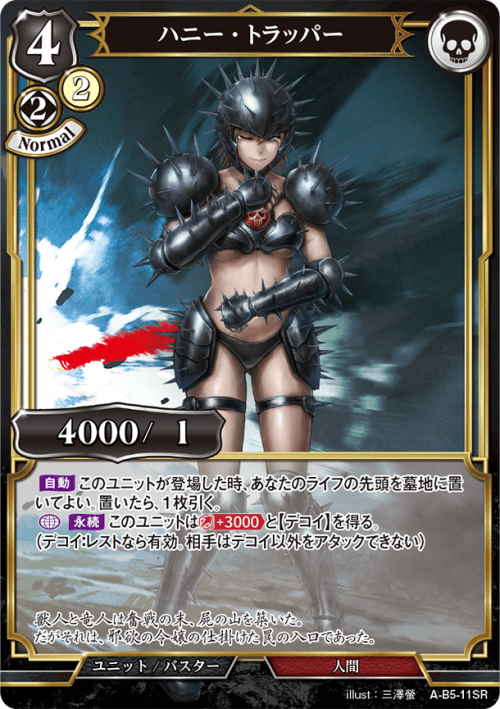 4
ハニー・トラッパー
2
2
Normal
4000/ 1
自動 このユニットが登場した時、あなたのライフの先頭を墓地に置
いてよい。置いたら、1枚引く。
永続 このユニットは +3000 と【デコイ】を得る。
(デコイ:レストなら有効。相手はデコイ以外をアタックできない)
獣人と竜人は奮戦の末、屍の山を築いた。
だがそれは、邪欲の令嬢の仕掛けた罠の入口であった。
ユニット / バスター
人間
illust:三澤螢 A-B5-11SR